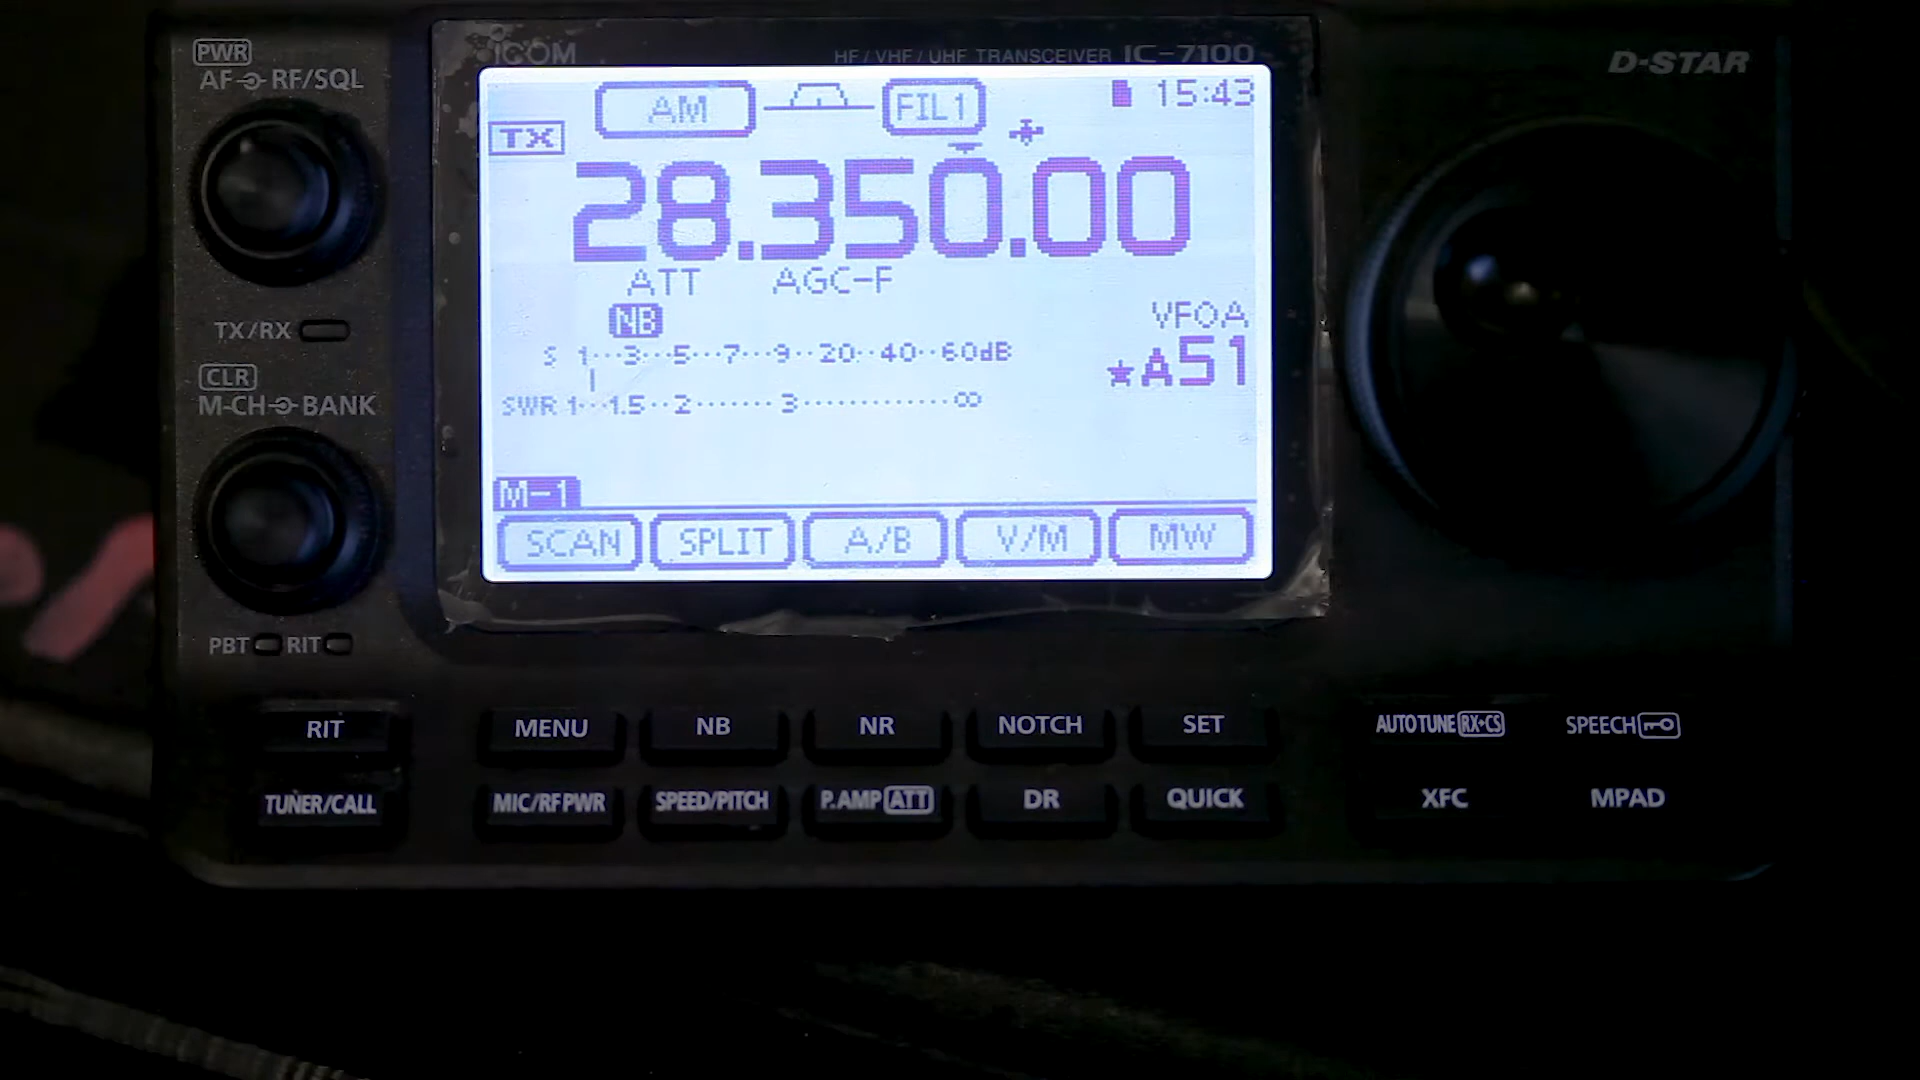 PWR
AF RF/SQL
TX/RX
CLR
M-CH BANK
PBT RIT
ICOM
HF/VHF/UHF TRANSCEIVER IC-7100
D-STAR
AM FIL1 15:43
TX
28.350.00
ATT AGC-F
NB
VFOA
S 1···3···5···7···9··20··40··60dB
★A51
SWR 1···1.5··2·······3············∞
M-1
SCAN SPLIT A/B V/M MW
RIT MENU NB NR NOTCH SET AUTOTUNE RX▸CS SPEECH
TUNER/CALL MIC/RF PWR SPEED/PITCH P.AMP ATT DR QUICK XFC MPAD